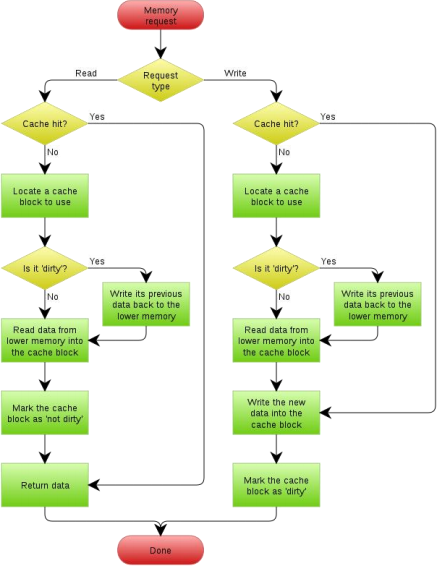 Memory
request
Read
Request
type
Write
Cache hit?
Yes
Cache hit?
Yes
No
No
Locate a cache
block to use
Locate a cache
block to use
Is it 'dirty'?
Yes
Is it 'dirty'?
Yes
No
Write its previous
data back to the
lower memory
No
Write its previous
data back to the
lower memory
Read data from
lower memory into
the cache block
Read data from
lower memory into
the cache block
Mark the cache
block as 'not dirty'
Write the new
data into the
cache block
Return data
Mark the cache
block as 'dirty'
Done